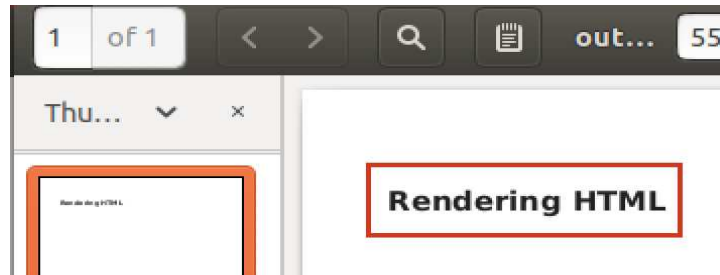 1 of 1 out... 55
Thu...
Rendering HTML
Rendering HTML